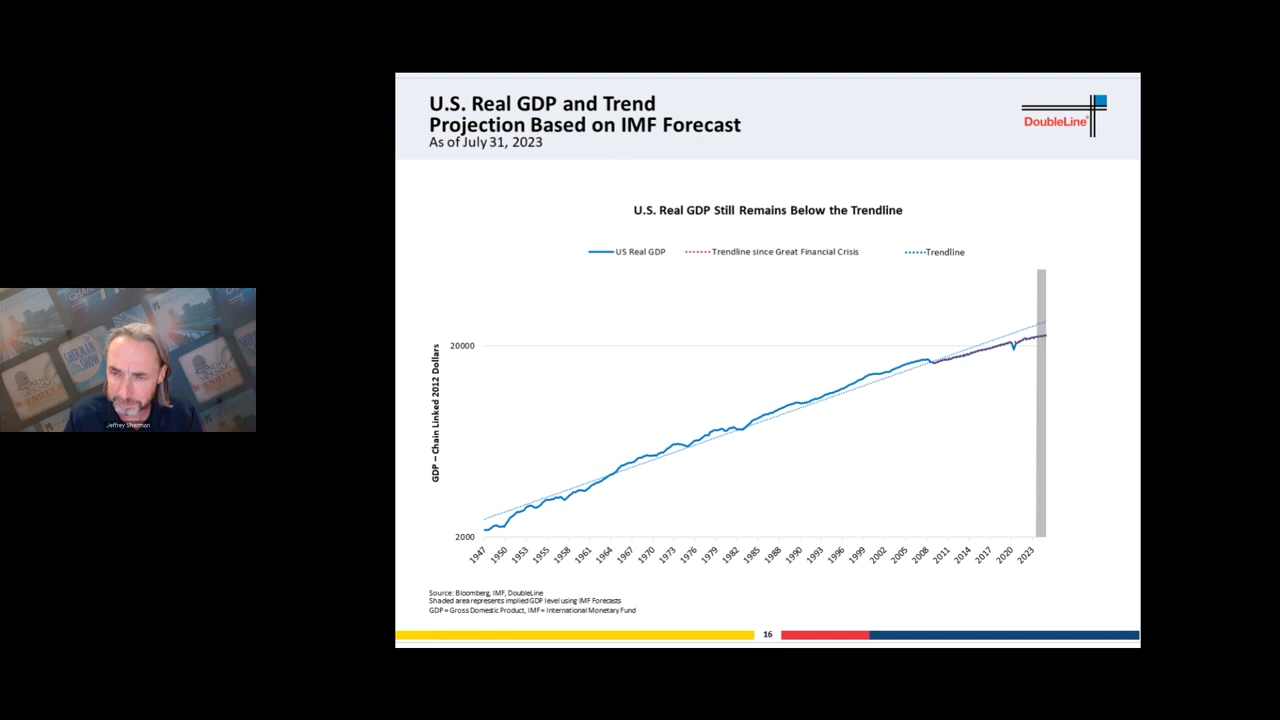 U.S. Real GDP and Trend
Projection Based on IMF Forecast
As of July 31, 2023
DoubleLine®
U.S. Real GDP Still Remains Below the Trendline
US Real GDP
Trendline since Great Financial Crisis
Trendline
GDP – Chain Linked 2012 Dollars
20000
2000
1947
1950
1953
1955
1958
1961
1964
1967
1970
1973
1976
1979
1982
1985
1988
1990
1993
1996
1999
2002
2005
2008
2011
2014
2017
2020
2023
Source: Bloomberg, IMF, DoubleLine
Shaded area represents implied GDP level using IMF Forecasts
GDP = Gross Domestic Product, IMF = International Monetary Fund
16
SHERMAN
SHOW
Jeffrey Sherman